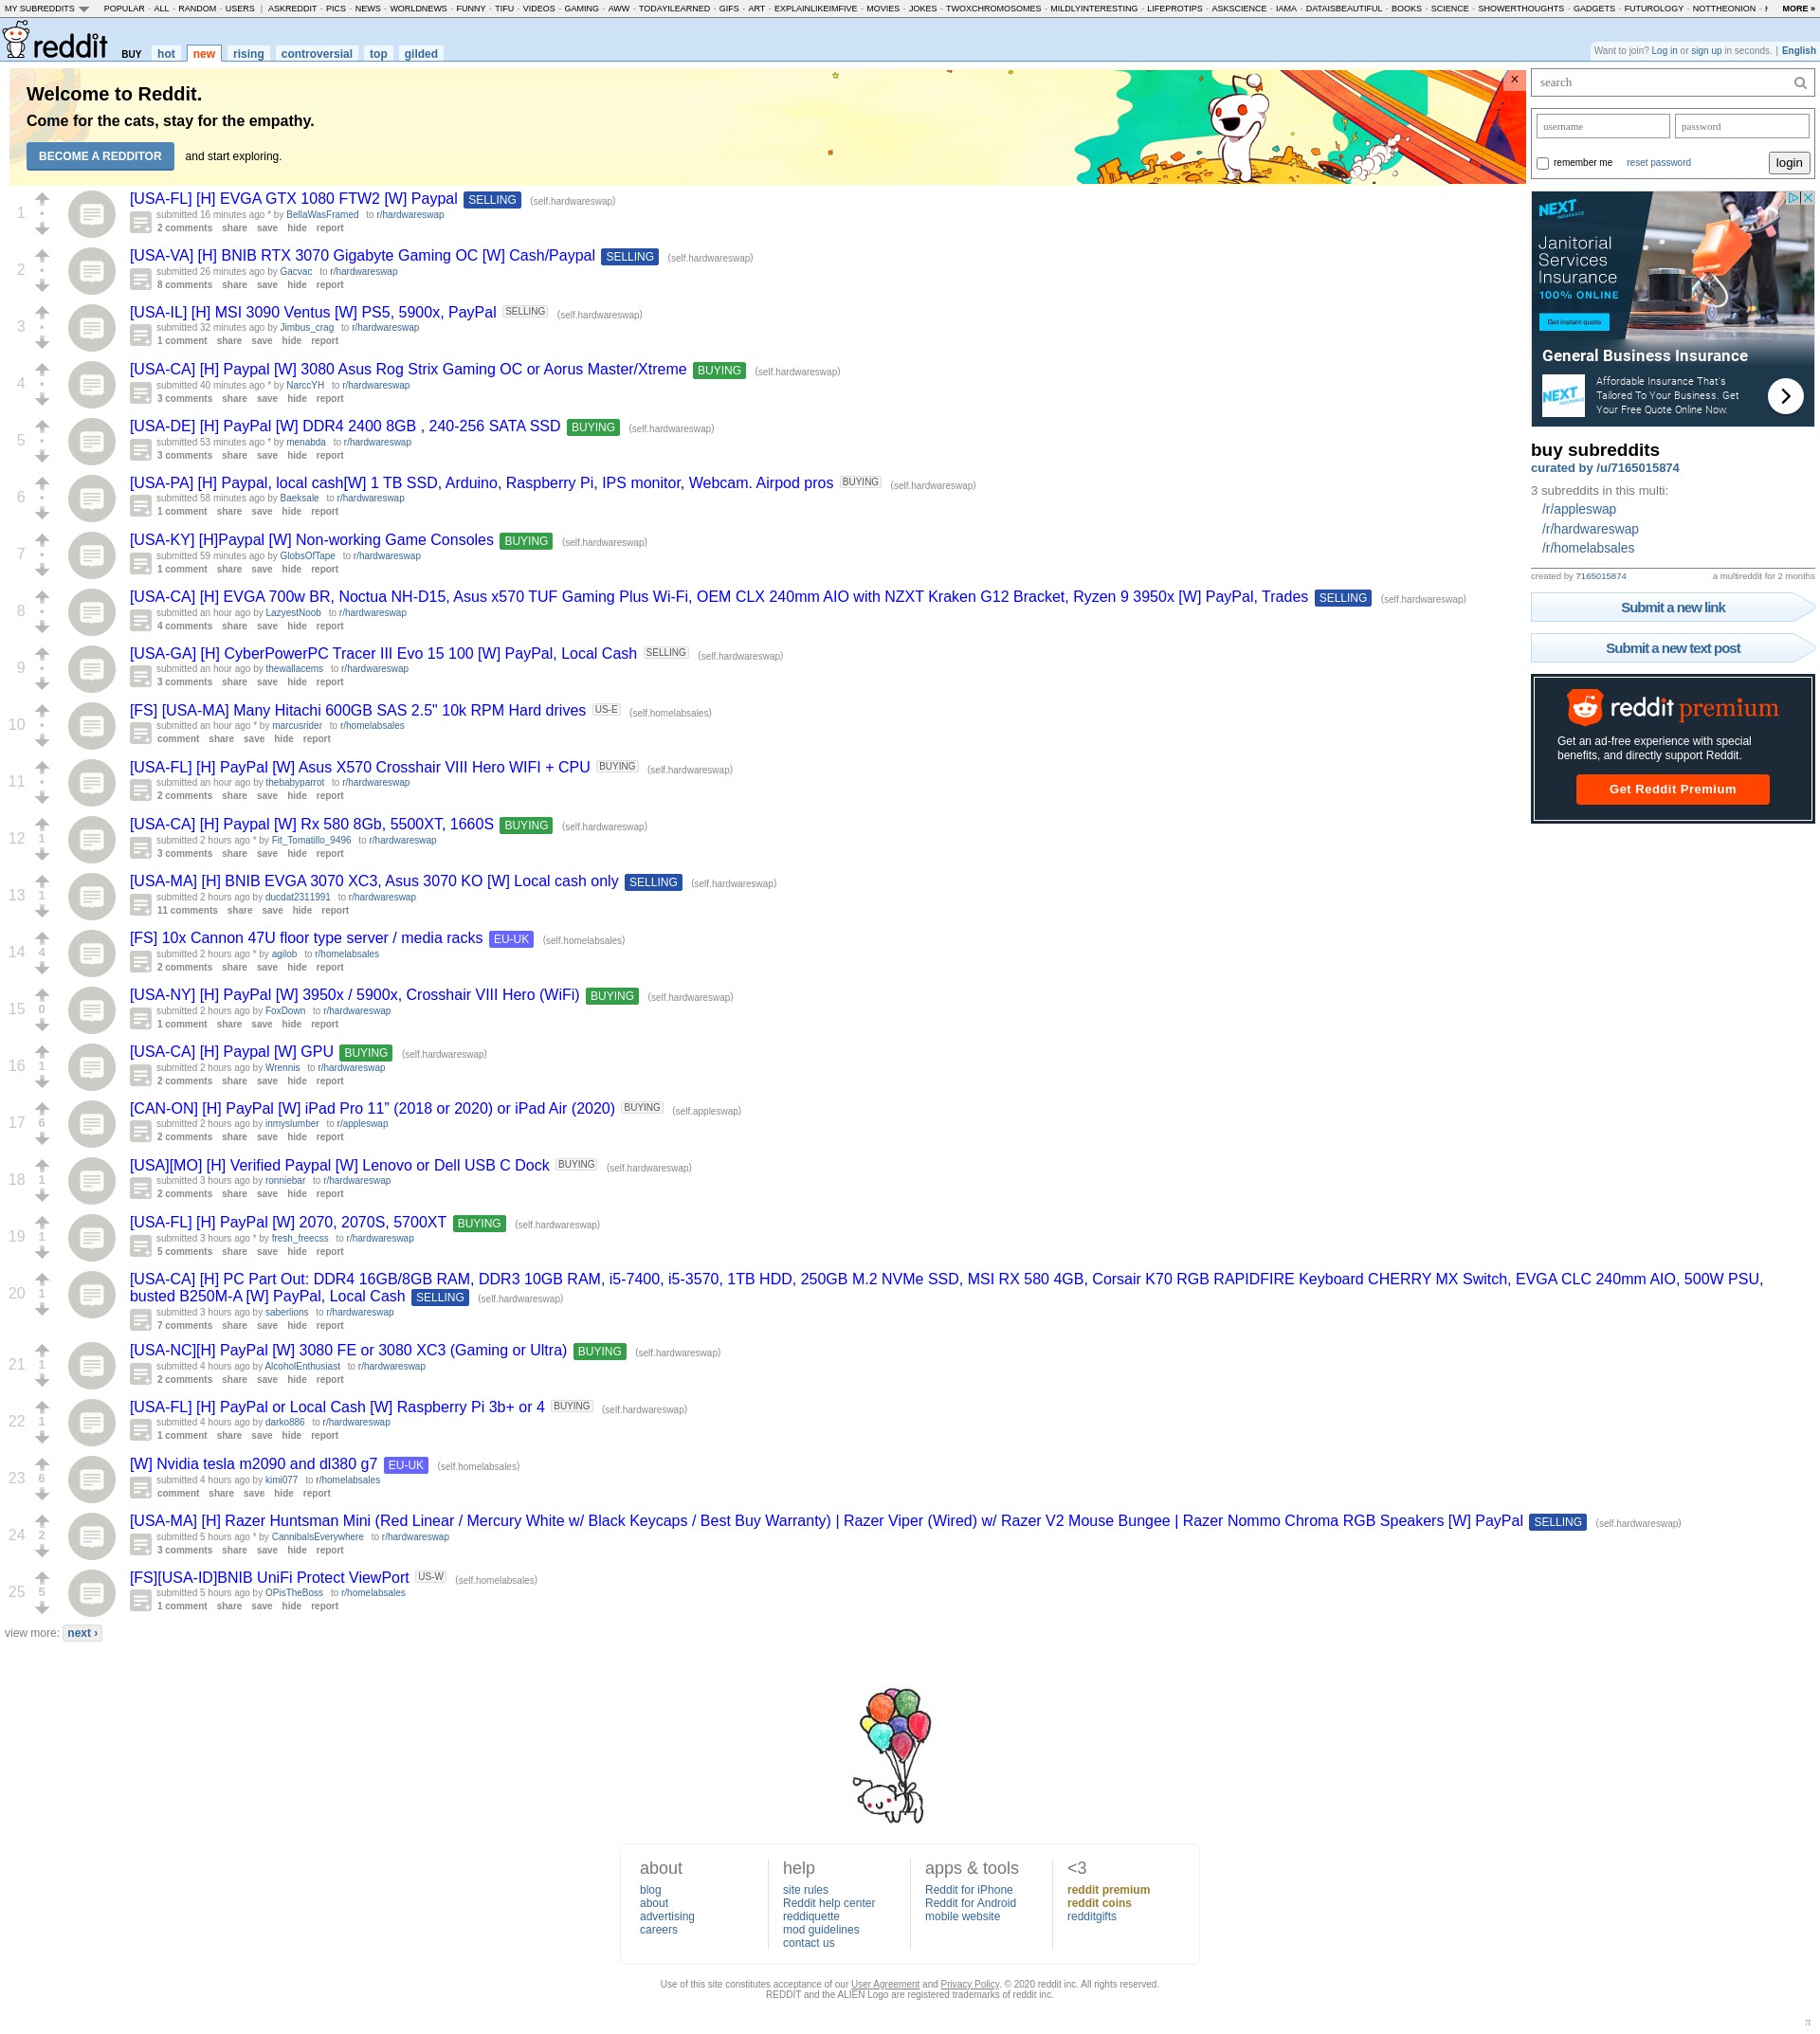 MY SUBREDDITS POPULAR - ALL - RANDOM - USERS | ASKREDDIT - PICS - NEWS - WORLDNEWS - FUNNY - TIFU - VIDEOS - GAMING - AWW - TODAYILEARNED - GIFS - ART - EXPLAINLIKEIMFIVE - MOVIES - JOKES - TWOXCHROMOSOMES - MILDLYINTERESTING - LIFEPROTIPS - ASKSCIENCE - IAMA - DATAISBEAUTIFUL - BOOKS - SCIENCE - SHOWERTHOUGHTS - GADGETS - FUTUROLOGY - NOTTHEONION - MORE »
reddit BUY hot new rising controversial top gilded
Want to join? Log in or sign up in seconds. | English
Welcome to Reddit.
Come for the cats, stay for the empathy.
BECOME A REDDITOR and start exploring.
×
1
[USA-FL] [H] EVGA GTX 1080 FTW2 [W] Paypal SELLING (self.hardwareswap)
submitted 16 minutes ago * by BellaWasFramed to r/hardwareswap
2 comments share save hide report
2
[USA-VA] [H] BNIB RTX 3070 Gigabyte Gaming OC [W] Cash/Paypal SELLING (self.hardwareswap)
submitted 26 minutes ago by Gacvac to r/hardwareswap
8 comments share save hide report
3
[USA-IL] [H] MSI 3090 Ventus [W] PS5, 5900x, PayPal SELLING (self.hardwareswap)
submitted 32 minutes ago by Jimbus_crag to r/hardwareswap
1 comment share save hide report
4
[USA-CA] [H] Paypal [W] 3080 Asus Rog Strix Gaming OC or Aorus Master/Xtreme BUYING (self.hardwareswap)
submitted 40 minutes ago * by NarccYH to r/hardwareswap
3 comments share save hide report
5
[USA-DE] [H] PayPal [W] DDR4 2400 8GB , 240-256 SATA SSD BUYING (self.hardwareswap)
submitted 53 minutes ago * by menabda to r/hardwareswap
3 comments share save hide report
6
[USA-PA] [H] Paypal, local cash[W] 1 TB SSD, Arduino, Raspberry Pi, IPS monitor, Webcam. Airpod pros BUYING (self.hardwareswap)
submitted 58 minutes ago by Baeksale to r/hardwareswap
1 comment share save hide report
7
[USA-KY] [H]Paypal [W] Non-working Game Consoles BUYING (self.hardwareswap)
submitted 59 minutes ago by GlobsOfTape to r/hardwareswap
1 comment share save hide report
8
[USA-CA] [H] EVGA 700w BR, Noctua NH-D15, Asus x570 TUF Gaming Plus Wi-Fi, OEM CLX 240mm AIO with NZXT Kraken G12 Bracket, Ryzen 9 3950x [W] PayPal, Trades SELLING (self.hardwareswap)
submitted an hour ago by LazyestNoob to r/hardwareswap
4 comments share save hide report
9
[USA-GA] [H] CyberPowerPC Tracer III Evo 15 100 [W] PayPal, Local Cash SELLING (self.hardwareswap)
submitted an hour ago by thewallacems to r/hardwareswap
3 comments share save hide report
10
[FS] [USA-MA] Many Hitachi 600GB SAS 2.5" 10k RPM Hard drives US-E (self.homelabsales)
submitted an hour ago * by marcusrider to r/homelabsales
comment share save hide report
11
[USA-FL] [H] PayPal [W] Asus X570 Crosshair VIII Hero WIFI + CPU BUYING (self.hardwareswap)
submitted an hour ago by thebabyparrot to r/hardwareswap
2 comments share save hide report
12 1
[USA-CA] [H] Paypal [W] Rx 580 8Gb, 5500XT, 1660S BUYING (self.hardwareswap)
submitted 2 hours ago * by Fit_Tomatillo_9496 to r/hardwareswap
3 comments share save hide report
13 1
[USA-MA] [H] BNIB EVGA 3070 XC3, Asus 3070 KO [W] Local cash only SELLING (self.hardwareswap)
submitted 2 hours ago by ducdat2311991 to r/hardwareswap
11 comments share save hide report
14 4
[FS] 10x Cannon 47U floor type server / media racks EU-UK (self.homelabsales)
submitted 2 hours ago * by agilob to r/homelabsales
2 comments share save hide report
15 0
[USA-NY] [H] PayPal [W] 3950x / 5900x, Crosshair VIII Hero (WiFi) BUYING (self.hardwareswap)
submitted 2 hours ago by FoxDown to r/hardwareswap
1 comment share save hide report
16 1
[USA-CA] [H] Paypal [W] GPU BUYING (self.hardwareswap)
submitted 2 hours ago by Wrennis to r/hardwareswap
2 comments share save hide report
17 6
[CAN-ON] [H] PayPal [W] iPad Pro 11” (2018 or 2020) or iPad Air (2020) BUYING (self.appleswap)
submitted 2 hours ago by inmyslumber to r/appleswap
2 comments share save hide report
18 1
[USA][MO] [H] Verified Paypal [W] Lenovo or Dell USB C Dock BUYING (self.hardwareswap)
submitted 3 hours ago by ronniebar to r/hardwareswap
2 comments share save hide report
19 1
[USA-FL] [H] PayPal [W] 2070, 2070S, 5700XT BUYING (self.hardwareswap)
submitted 3 hours ago * by fresh_freecss to r/hardwareswap
5 comments share save hide report
20 1
[USA-CA] [H] PC Part Out: DDR4 16GB/8GB RAM, DDR3 10GB RAM, i5-7400, i5-3570, 1TB HDD, 250GB M.2 NVMe SSD, MSI RX 580 4GB, Corsair K70 RGB RAPIDFIRE Keyboard CHERRY MX Switch, EVGA CLC 240mm AIO, 500W PSU,
busted B250M-A [W] PayPal, Local Cash SELLING (self.hardwareswap)
submitted 3 hours ago by saberlions to r/hardwareswap
7 comments share save hide report
21 1
[USA-NC][H] PayPal [W] 3080 FE or 3080 XC3 (Gaming or Ultra) BUYING (self.hardwareswap)
submitted 4 hours ago by AlcoholEnthusiast to r/hardwareswap
2 comments share save hide report
22 1
[USA-FL] [H] PayPal or Local Cash [W] Raspberry Pi 3b+ or 4 BUYING (self.hardwareswap)
submitted 4 hours ago by darko886 to r/hardwareswap
1 comment share save hide report
23 6
[W] Nvidia tesla m2090 and dl380 g7 EU-UK (self.homelabsales)
submitted 4 hours ago by kimi077 to r/homelabsales
comment share save hide report
24 2
[USA-MA] [H] Razer Huntsman Mini (Red Linear / Mercury White w/ Black Keycaps / Best Buy Warranty) | Razer Viper (Wired) w/ Razer V2 Mouse Bungee | Razer Nommo Chroma RGB Speakers [W] PayPal SELLING (self.hardwareswap)
submitted 5 hours ago * by CannibalsEverywhere to r/hardwareswap
3 comments share save hide report
25 5
[FS][USA-ID]BNIB UniFi Protect ViewPort US-W (self.homelabsales)
submitted 5 hours ago by OPisTheBoss to r/homelabsales
1 comment share save hide report
view more: next ›
search
username password
remember me reset password login
NEXT
INSURANCE
Janitorial
Services
Insurance
100% ONLINE
Get instant quote
General Business Insurance
NEXT
INSURANCE
Affordable Insurance That's
Tailored To Your Business. Get
Your Free Quote Online Now.
buy subreddits
curated by /u/7165015874
3 subreddits in this multi:
/r/appleswap
/r/hardwareswap
/r/homelabsales
created by 7165015874 a multireddit for 2 months
Submit a new link
Submit a new text post
reddit premium
Get an ad-free experience with special
benefits, and directly support Reddit.
Get Reddit Premium
about
blog
about
advertising
careers
help
site rules
Reddit help center
reddiquette
mod guidelines
contact us
apps & tools
Reddit for iPhone
Reddit for Android
mobile website
<3
reddit premium
reddit coins
redditgifts
Use of this site constitutes acceptance of our User Agreement and Privacy Policy. © 2020 reddit inc. All rights reserved.
REDDIT and the ALIEN Logo are registered trademarks of reddit inc.
π